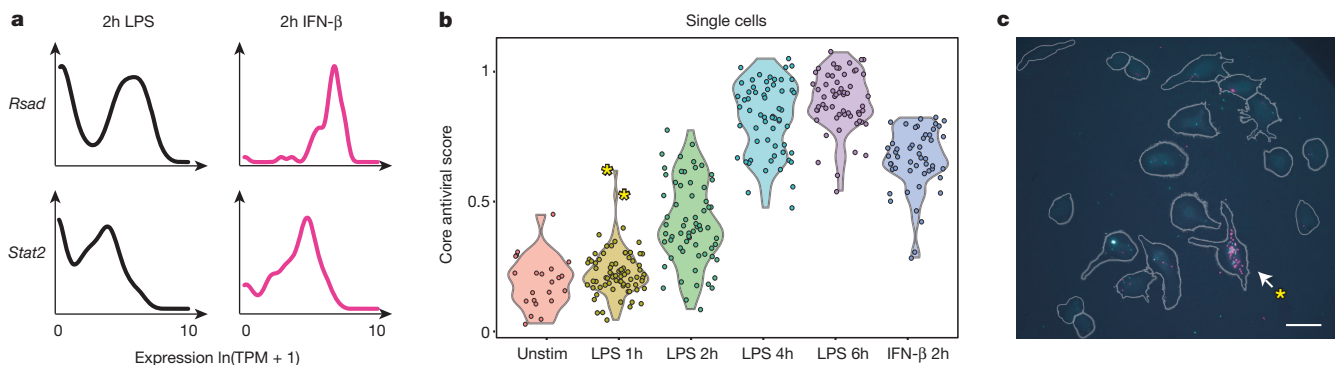 a
2h LPS
2h IFN-β
Rsad
Stat2
0
10
0
10
Expression ln(TPM + 1)
b
Single cells
Core antiviral score
1
0.5
0
Unstim
LPS 1h
LPS 2h
LPS 4h
LPS 6h
IFN-β 2h
*
*
c
*